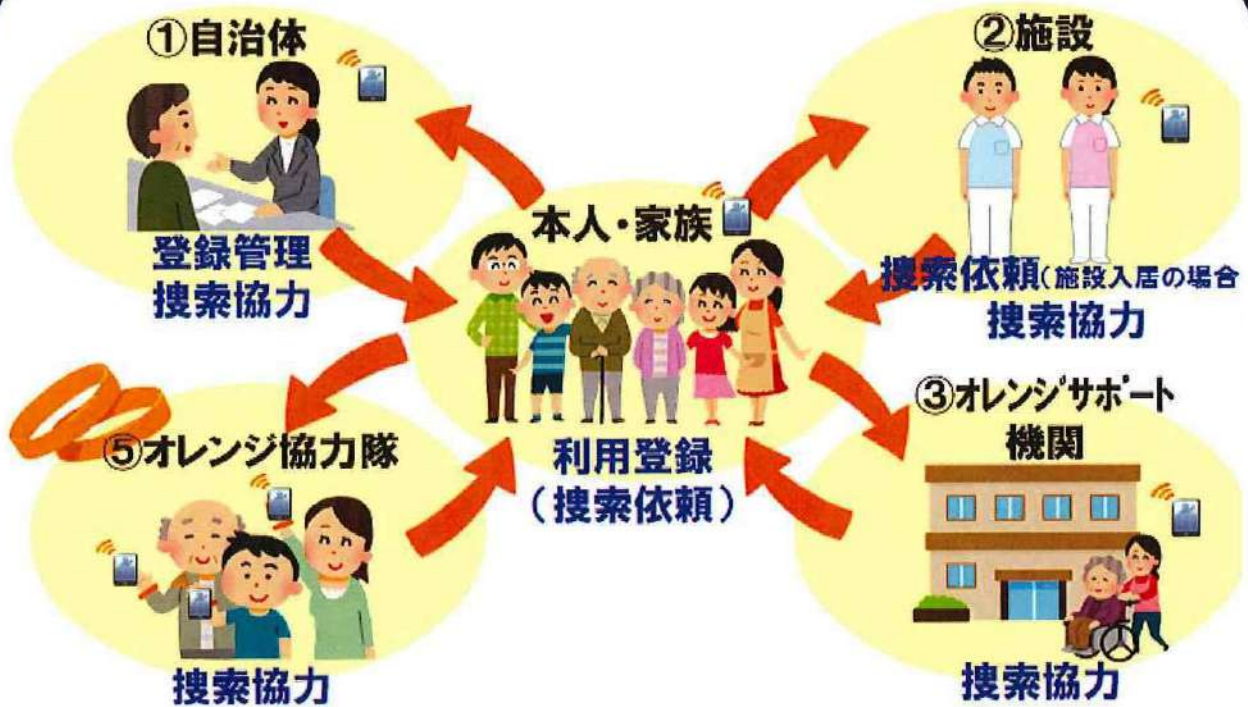 ①自治体
登録管理
捜索協力
②施設
捜索依頼(施設入居の場合
捜索協力
本人・家族
利用登録
(捜索依頼)
⑤オレンジ協力隊
捜索協力
③オレンジサポート
機関
捜索協力